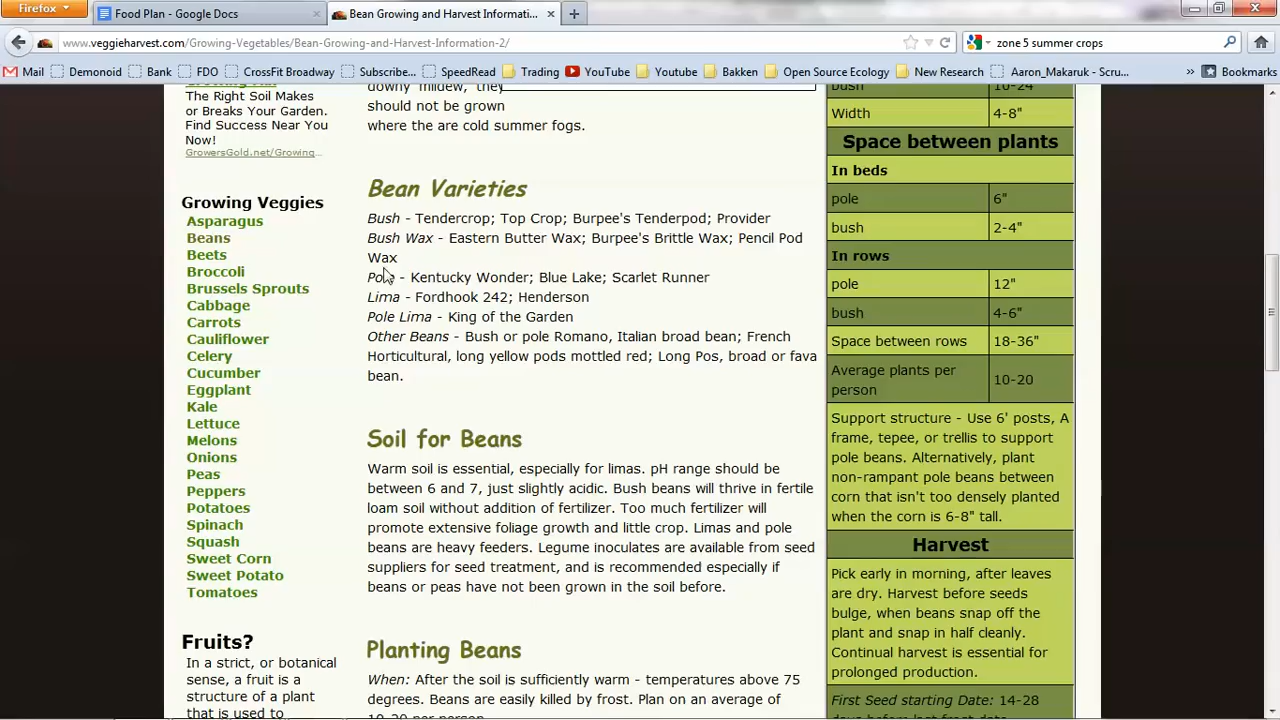 Firefox
Food Plan - Google Docs
Bean Growing and Harvest Informati...
www.veggieharvest.com/Growing-Vegetables/Bean-Growing-and-Harvest-Information-2/
zone 5 summer crops
Mail
Demonoid
Bank
FDO
CrossFit Broadway
Subscribe...
SpeedRead
Trading
YouTube
Youtube
Bakken
Open Source Ecology
New Research
Aaron_Makaruk - Scru...
»
Bookmarks
The Right Soil Makes
or Breaks Your Garden.
Find Success Near You
Now!
GrowersGold.net/Growing...
Growing Veggies
Asparagus
Beans
Beets
Broccoli
Brussels Sprouts
Cabbage
Carrots
Cauliflower
Celery
Cucumber
Eggplant
Kale
Lettuce
Melons
Onions
Peas
Peppers
Potatoes
Spinach
Squash
Sweet Corn
Sweet Potato
Tomatoes
Fruits?
In a strict, or botanical
sense, a fruit is a
structure of a plant
that is used to
downy mildew, they
should not be grown
where the are cold summer fogs.
Bean Varieties
Bush - Tendercrop; Top Crop; Burpee's Tenderpod; Provider
Bush Wax - Eastern Butter Wax; Burpee's Brittle Wax; Pencil Pod
Wax
Pole - Kentucky Wonder; Blue Lake; Scarlet Runner
Lima - Fordhook 242; Henderson
Pole Lima - King of the Garden
Other Beans - Bush or pole Romano, Italian broad bean; French
Horticultural, long yellow pods mottled red; Long Pos, broad or fava
bean.
Soil for Beans
Warm soil is essential, especially for limas. pH range should be
between 6 and 7, just slightly acidic. Bush beans will thrive in fertile
loam soil without addition of fertilizer. Too much fertilizer will
promote extensive foliage growth and little crop. Limas and pole
beans are heavy feeders. Legume inoculates are available from seed
suppliers for seed treatment, and is recommended especially if
beans or peas have not been grown in the soil before.
Planting Beans
When: After the soil is sufficiently warm - temperatures above 75
degrees. Beans are easily killed by frost. Plan on an average of
10-20 per person
bush 10-24"
Width 4-8"
Space between plants
In beds
pole 6"
bush 2-4"
In rows
pole 12"
bush 4-6"
Space between rows 18-36"
Average plants per
person 10-20
Support structure - Use 6' posts, A
frame, tepee, or trellis to support
pole beans. Alternatively, plant
non-rampant pole beans between
corn that isn't too densely planted
when the corn is 6-8" tall.
Harvest
Pick early in morning, after leaves
are dry. Harvest before seeds
bulge, when beans snap off the
plant and snap in half cleanly.
Continual harvest is essential for
prolonged production.
First Seed starting Date: 14-28
days before last frost date